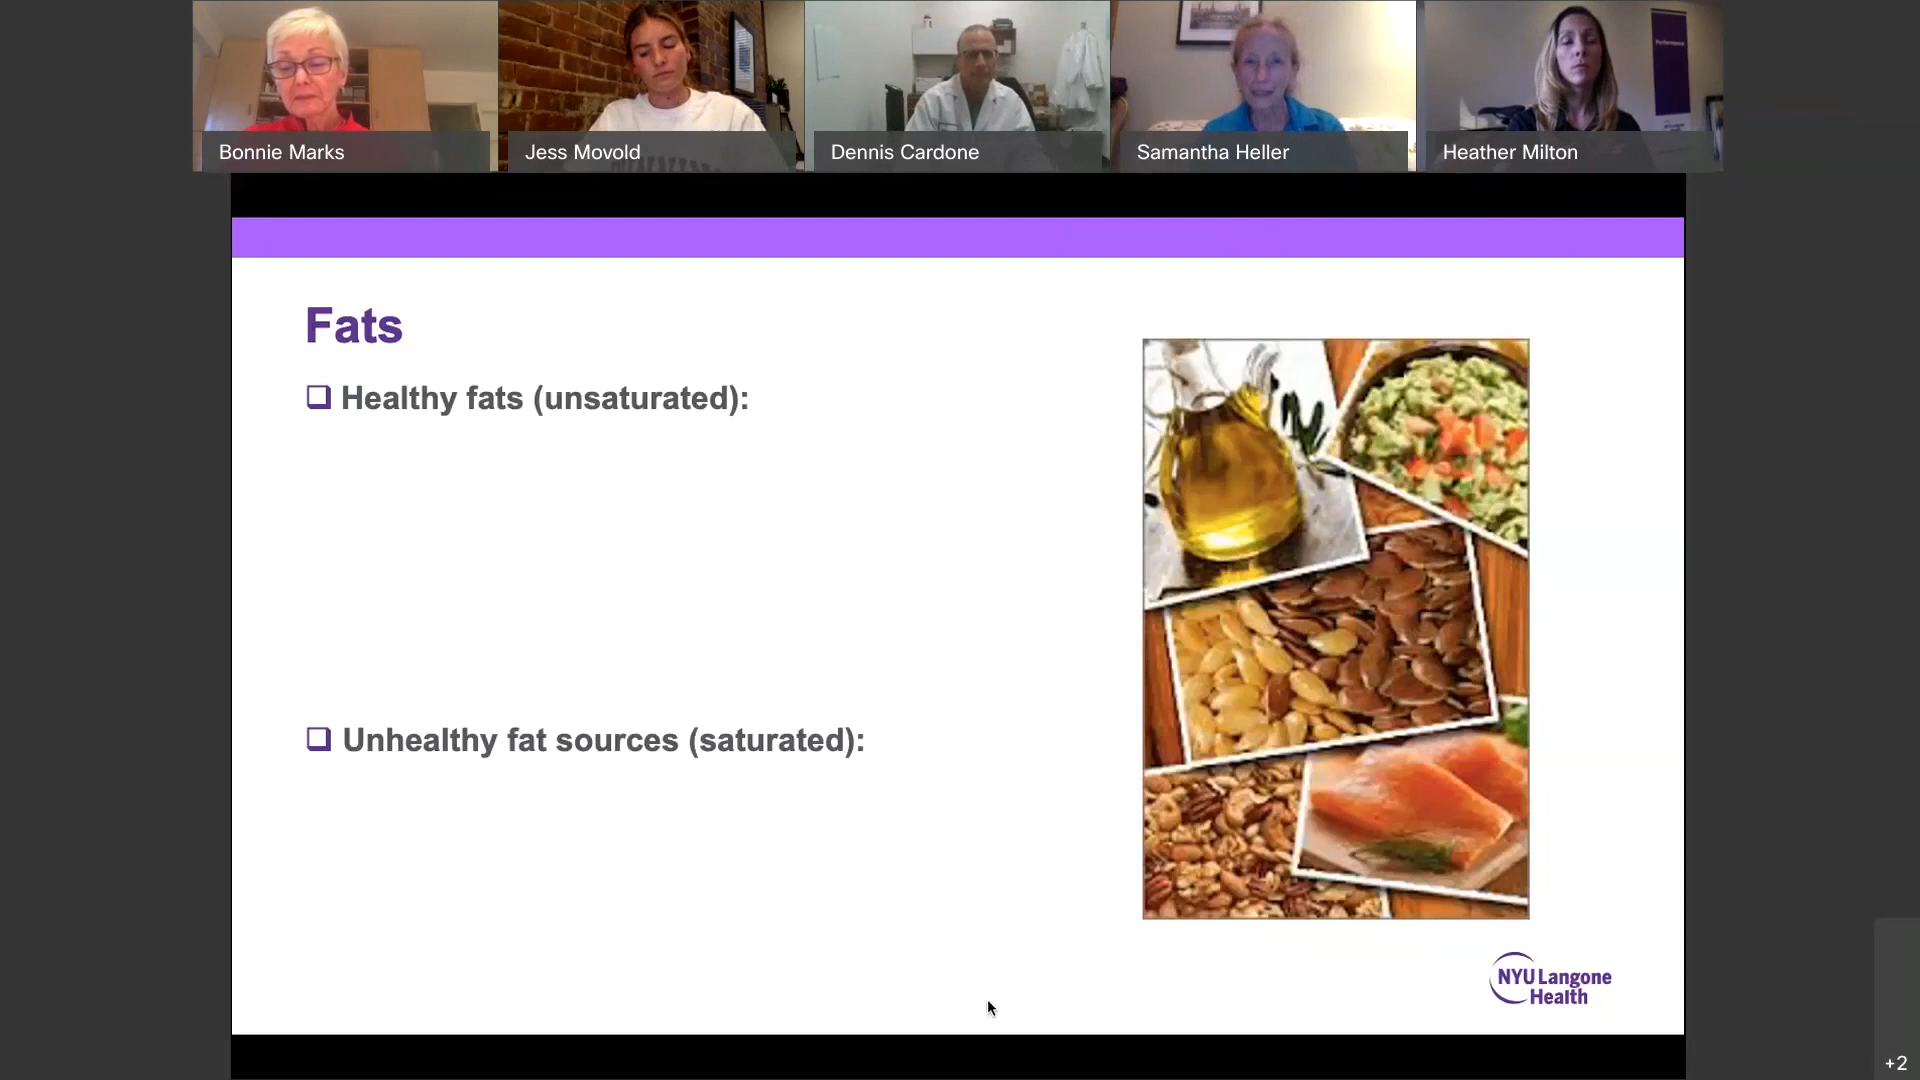 Bonnie Marks
Jess Movold
Dennis Cardone
Samantha Heller
Heather Milton
Performance
Fats
Healthy fats (unsaturated):
Unhealthy fat sources (saturated):
NYU Langone
Health
+2